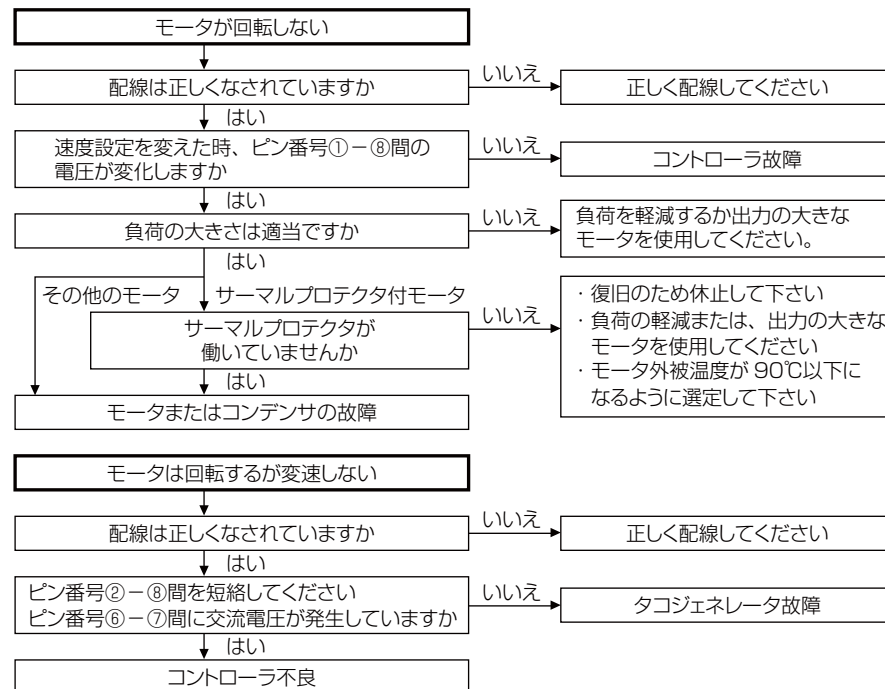 モータが回転しない
配線は正しくなされていますか
いいえ
正しく配線してください
はい
速度設定を変えた時、ピン番号①－⑧間の
電圧が変化しますか
いいえ
コントローラ故障
はい
負荷の大きさは適当ですか
いいえ
負荷を軽減するか出力の大きな
モータを使用してください。
はい
その他のモータ
サーマルプロテクタ付モータ
サーマルプロテクタが
働いていませんか
いいえ
・復旧のため休止して下さい
・負荷の軽減または、出力の大きな
モータを使用してください
・モータ外被温度が 90℃以下に
なるように選定して下さい
はい
モータまたはコンデンサの故障
モータは回転するが変速しない
配線は正しくなされていますか
いいえ
正しく配線してください
はい
ピン番号②－⑧間を短絡してください
ピン番号⑥－⑦間に交流電圧が発生していますか
いいえ
タコジェネレータ故障
はい
コントローラ不良